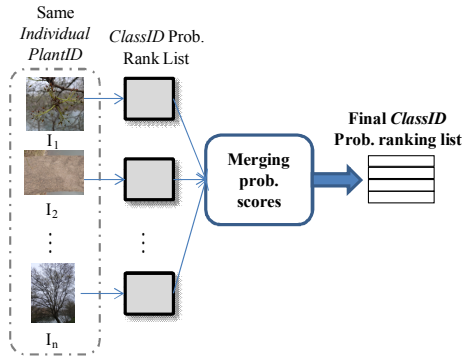 Same
Individual
PlantID
ClassID Prob.
Rank List
I1
I2
In
Merging
prob.
scores
Final ClassID
Prob. ranking list